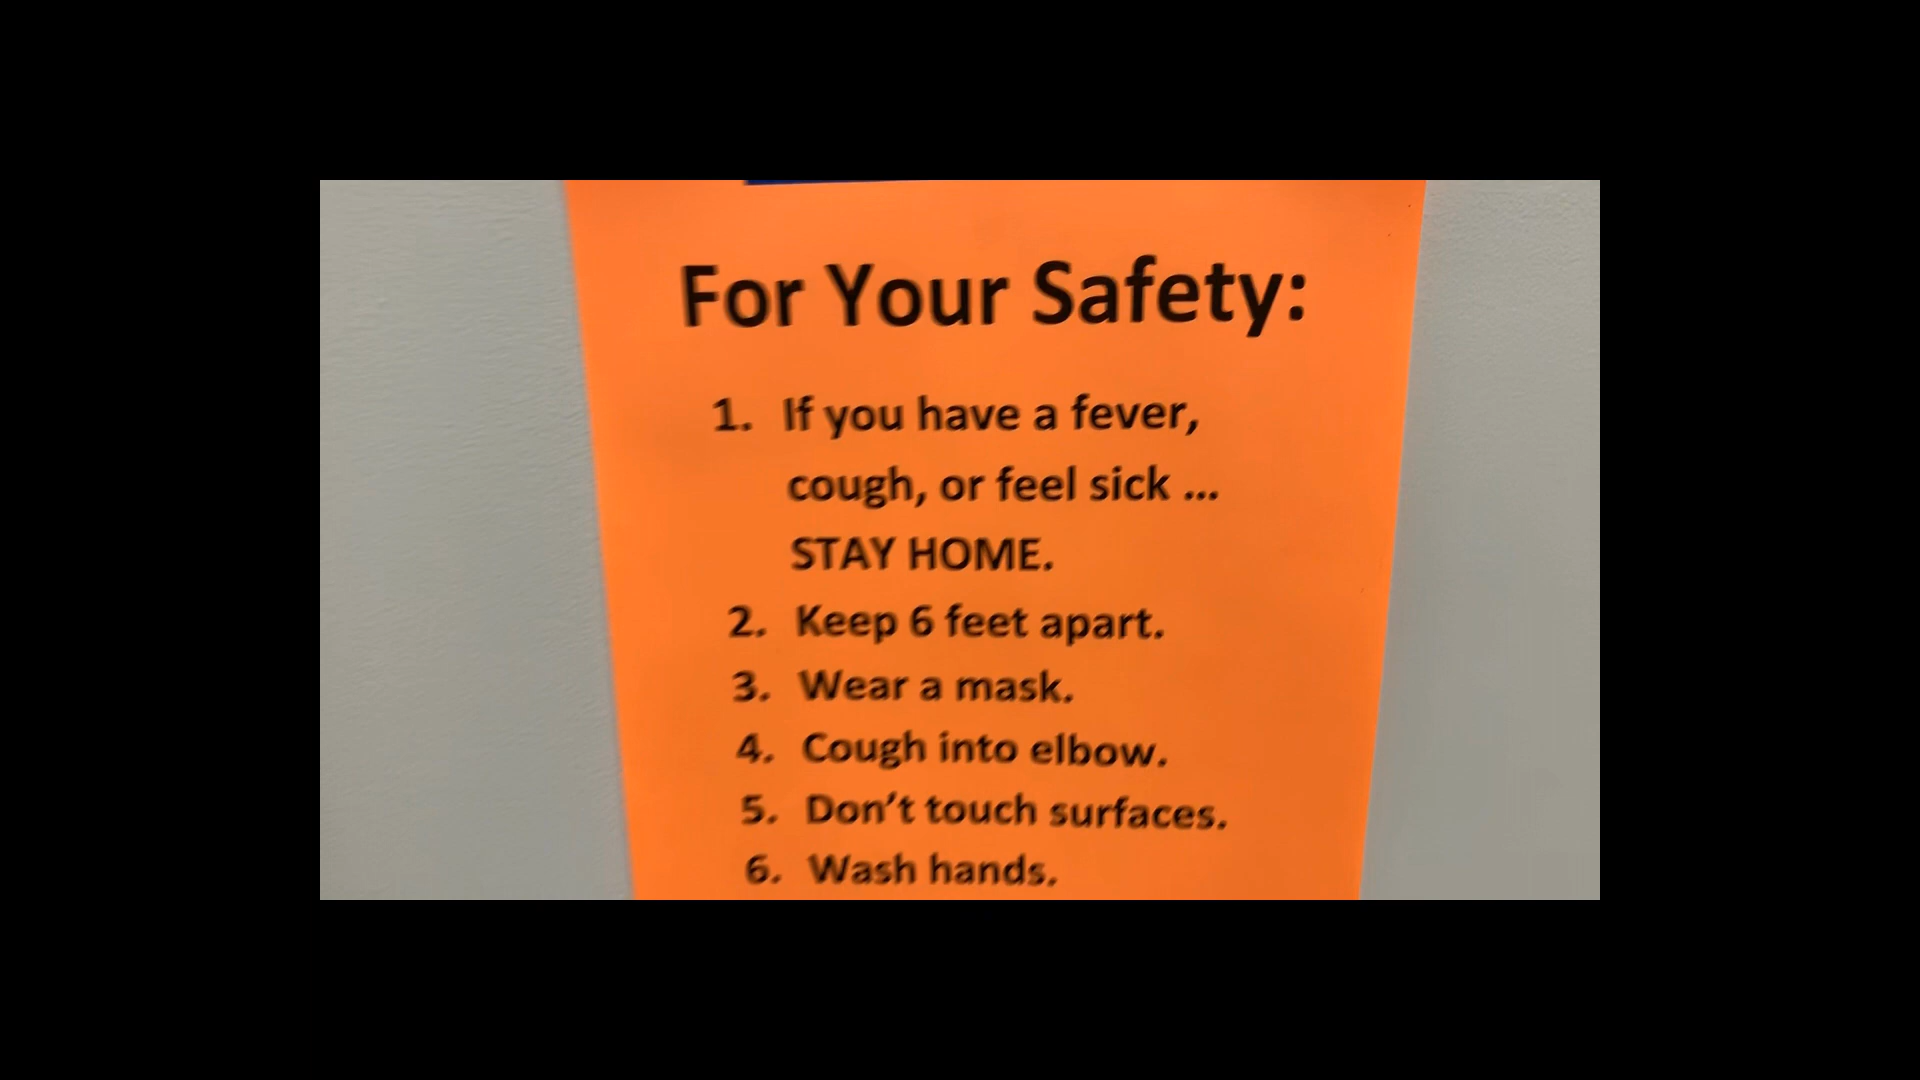 For Your Safety:
1. If you have a fever,
cough, or feel sick ...
STAY HOME.
2. Keep 6 feet apart.
3. Wear a mask.
4. Cough into elbow.
5. Don’t touch surfaces.
6. Wash hands.